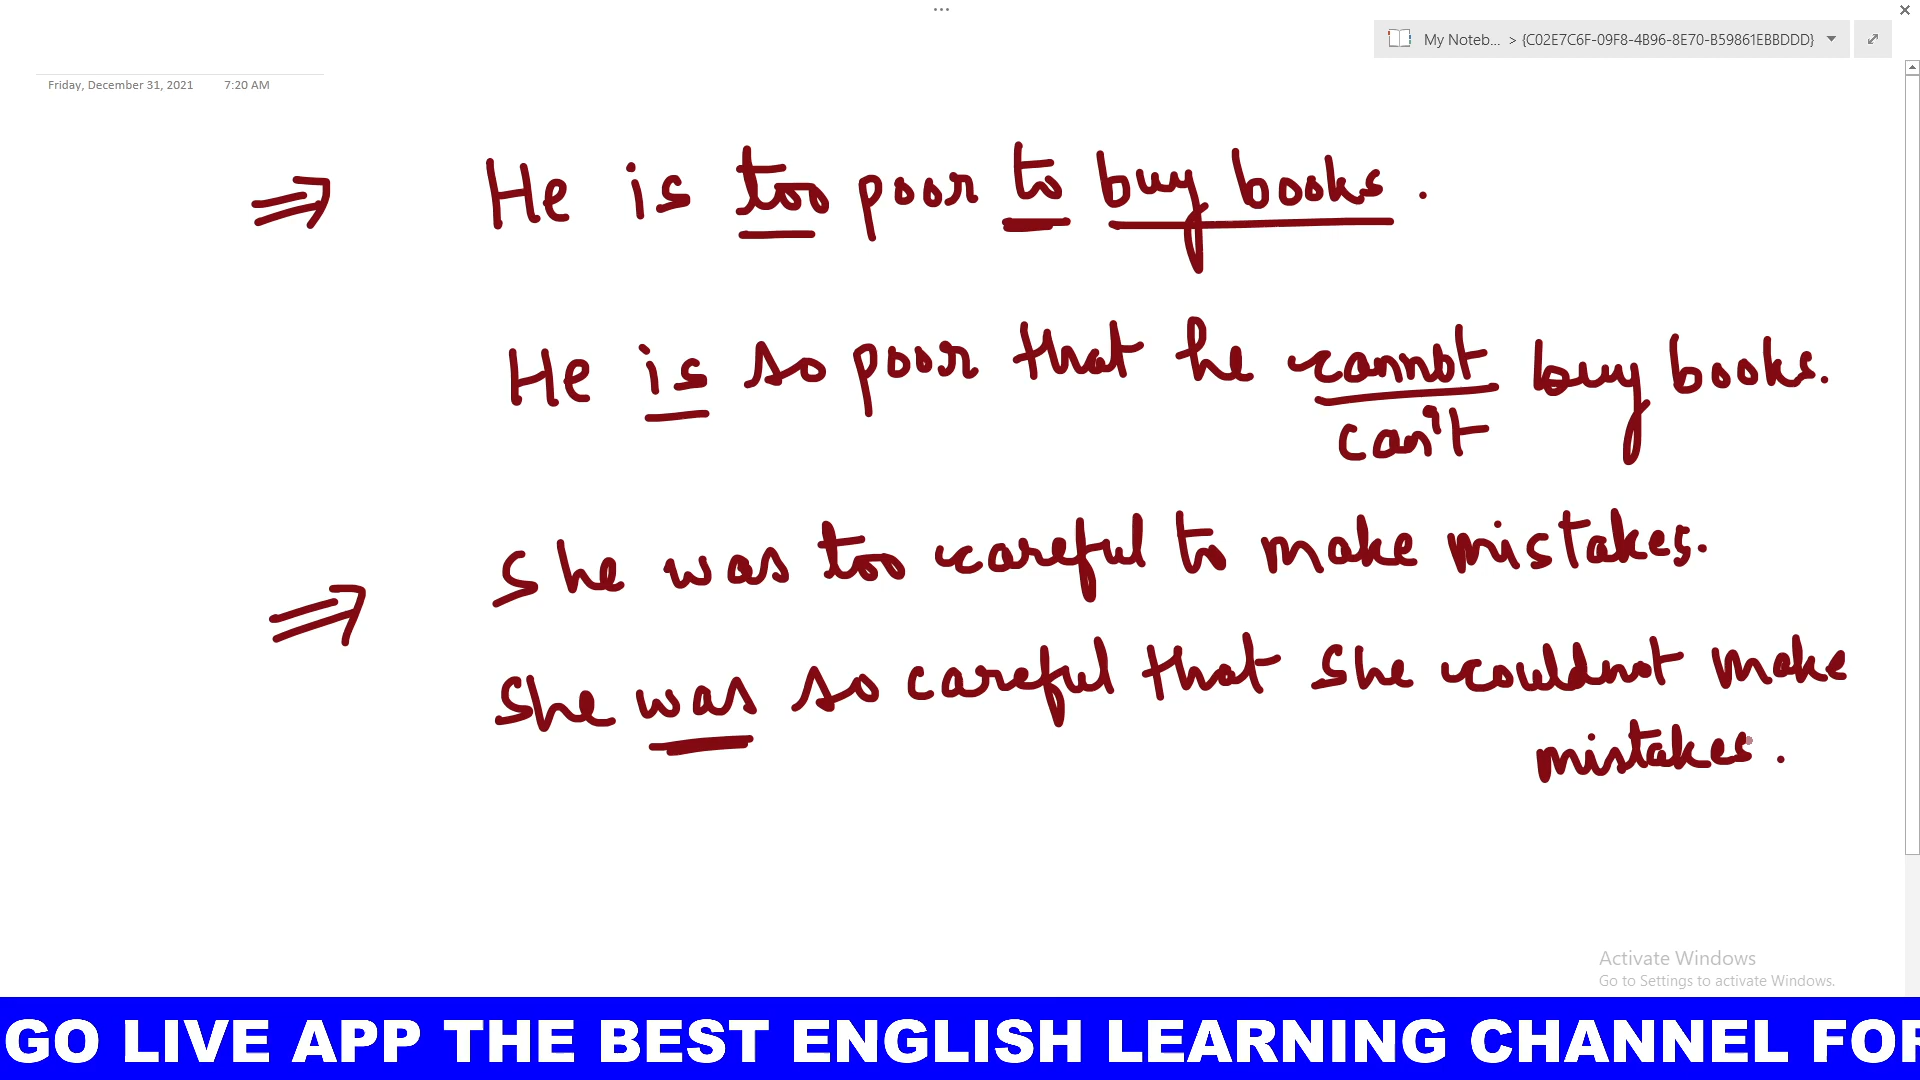 ...
My Noteb... > {C02E7C6F-09F8-4B96-8E70-B59861EBBDDD}
Friday, December 31, 2021 7:20 AM
⇒ He is too poor to buy books.
He is so poor that he cannot buy books.
can't
She was too careful to make mistakes.
⇒
She was so careful that she couldnot make
mistakes.
Activate Windows
Go to Settings to activate Windows.
GO LIVE APP THE BEST ENGLISH LEARNING CHANNEL FOR